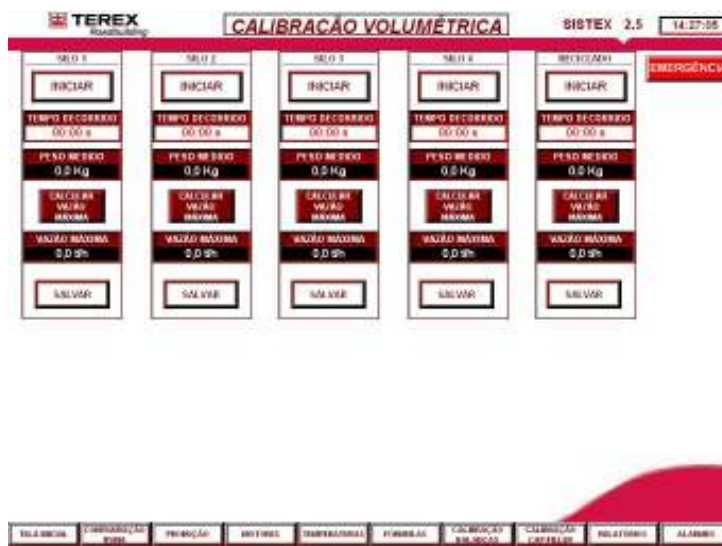 TEREX
Roadbuilding
CALIBRAÇÃO VOLUMÉTRICA
SISTEX 2.5
14:27:05
EMERGÊNCIA
SILO 1
INICIAR
TEMPO DECORRIDO
00:00 s
PESO MEDIDO
0,0 Kg
CALCULAR
VAZÃO
MÁXIMA
VAZÃO MÁXIMA
0,0 t/h
SALVAR
SILO 2
INICIAR
TEMPO DECORRIDO
00:00 s
PESO MEDIDO
0,0 Kg
CALCULAR
VAZÃO
MÁXIMA
VAZÃO MÁXIMA
0,0 t/h
SALVAR
SILO 3
INICIAR
TEMPO DECORRIDO
00:00 s
PESO MEDIDO
0,0 Kg
CALCULAR
VAZÃO
MÁXIMA
VAZÃO MÁXIMA
0,0 t/h
SALVAR
SILO 4
INICIAR
TEMPO DECORRIDO
00:00 s
PESO MEDIDO
0,0 Kg
CALCULAR
VAZÃO
MÁXIMA
VAZÃO MÁXIMA
0,0 t/h
SALVAR
RECICLADO
INICIAR
TEMPO DECORRIDO
00:00 s
PESO MEDIDO
0,0 Kg
CALCULAR
VAZÃO
MÁXIMA
VAZÃO MÁXIMA
0,0 t/h
SALVAR
TELA INICIAL
CONFIGURAÇÃO
USINA
PRODUÇÃO
MOTORES
TEMPERATURAS
FÓRMULAS
CALIBRAÇÃO
BALANÇAS
CALIBRAÇÃO
RELATÓRIOS
ALARMES